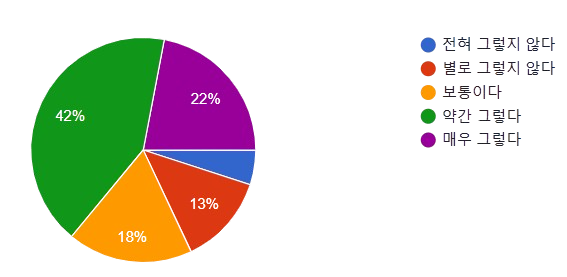 22%
42%
13%
18%
전혀 그렇지 않다
별로 그렇지 않다
보통이다
약간 그렇다
매우 그렇다